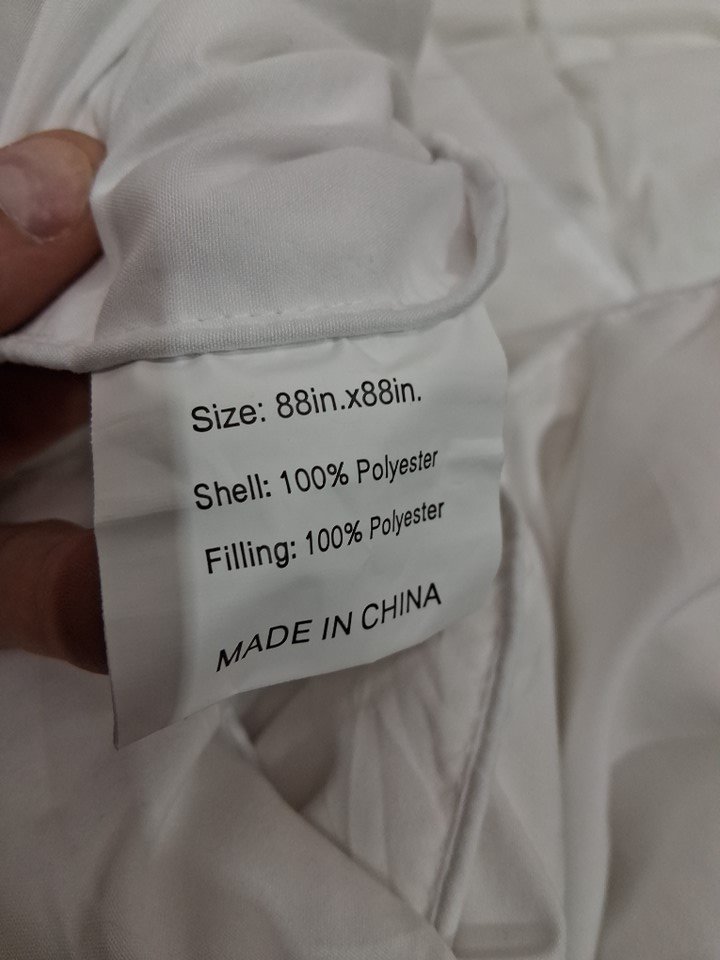 Size: 88in.x88in.
Shell: 100% Polyester
Filling: 100% Polyester
MADE IN CHINA